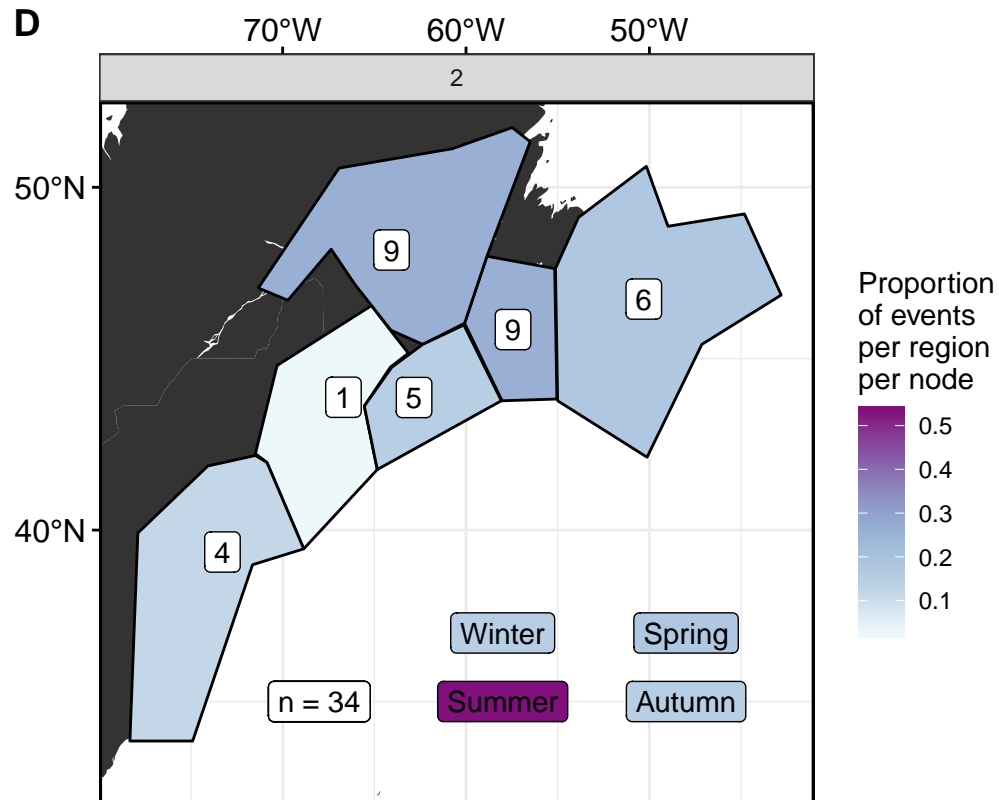 D
70°W 60°W 50°W
2
50°N
9
6
9
1 5
40°N
4
Winter Spring
n = 34 Summer Autumn
Proportion
of events
per region
per node
0.5
0.4
0.3
0.2
0.1